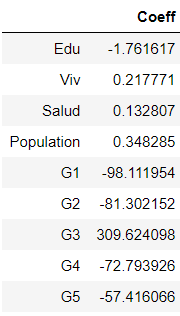 Coeff
Edu -1.761617
Viv 0.217771
Salud 0.132807
Population 0.348285
G1 -98.111954
G2 -81.302152
G3 309.624098
G4 -72.793926
G5 -57.416066